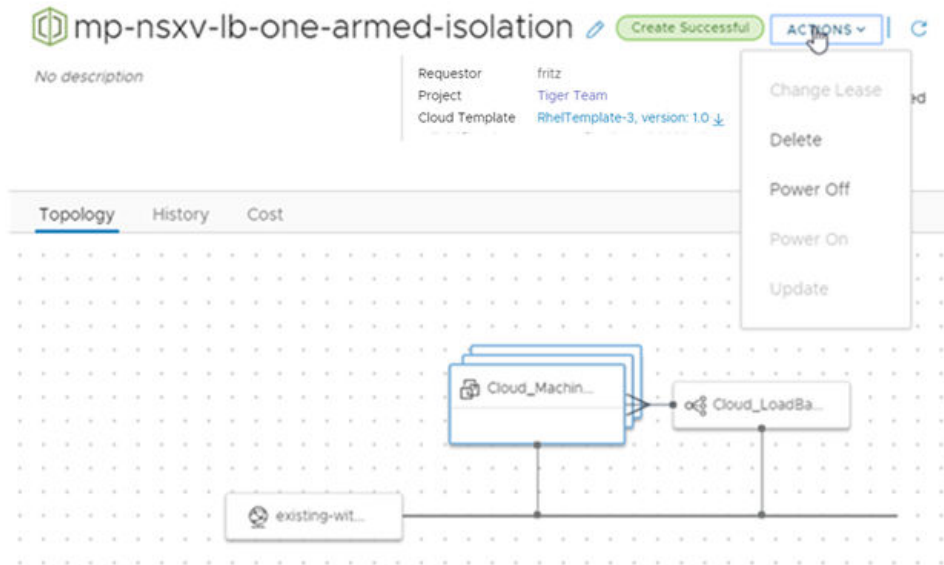 mp-nsxv-lb-one-armed-isolation
Create Successful
ACTIONS
No description
Requestor fritz
Project Tiger Team
Cloud Template RhelTemplate-3, version: 1.0
Change Lease
Delete
Power Off
Power On
Update
Topology History Cost
Cloud_Machin...
Cloud_LoadBa...
existing-wit...